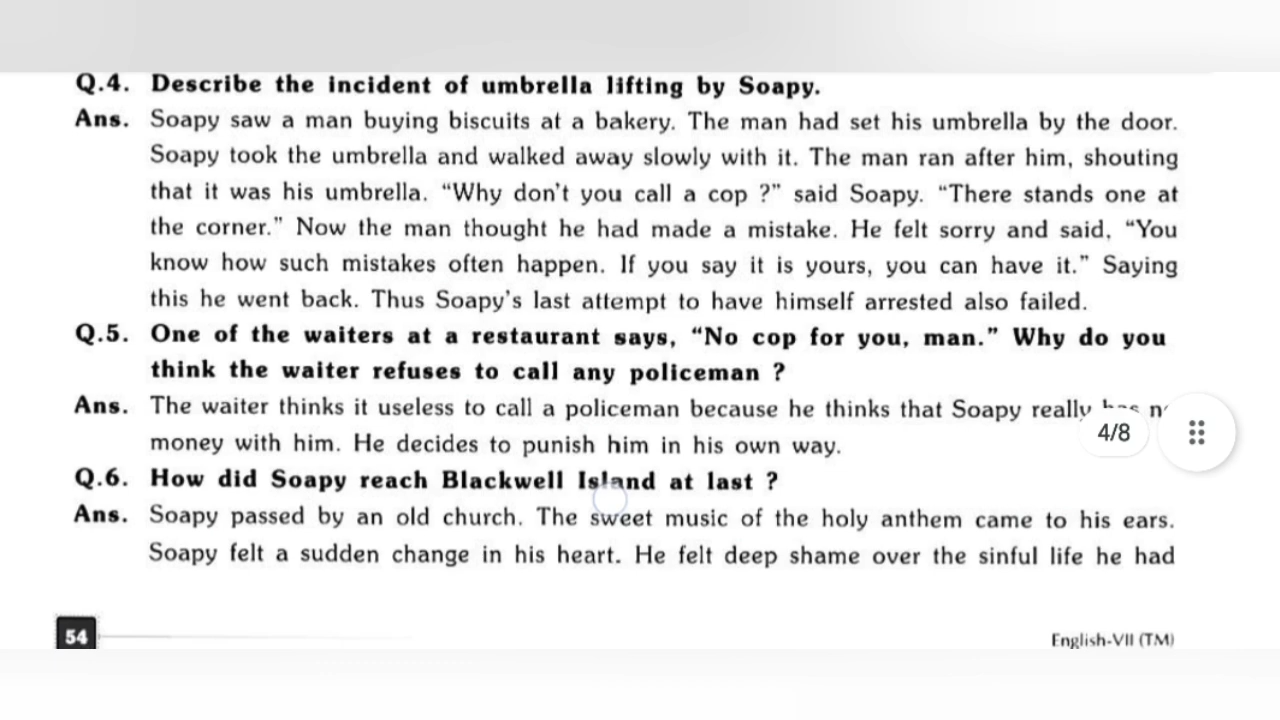 Q.4. Describe the incident of umbrella lifting by Soapy.
Ans. Soapy saw a man buying biscuits at a bakery. The man had set his umbrella by the door.
Soapy took the umbrella and walked away slowly with it. The man ran after him, shouting
that it was his umbrella. “Why don’t you call a cop ?” said Soapy. “There stands one at
the corner.” Now the man thought he had made a mistake. He felt sorry and said, “You
know how such mistakes often happen. If you say it is yours, you can have it.” Saying
this he went back. Thus Soapy’s last attempt to have himself arrested also failed.
Q.5. One of the waiters at a restaurant says, “No cop for you, man.” Why do you
think the waiter refuses to call any policeman ?
Ans. The waiter thinks it useless to call a policeman because he thinks that Soapy really
money with him. He decides to punish him in his own way.
4/8
Q.6. How did Soapy reach Blackwell Island at last ?
Ans. Soapy passed by an old church. The sweet music of the holy anthem came to his ears.
Soapy felt a sudden change in his heart. He felt deep shame over the sinful life he had
54
English-VII (TM)